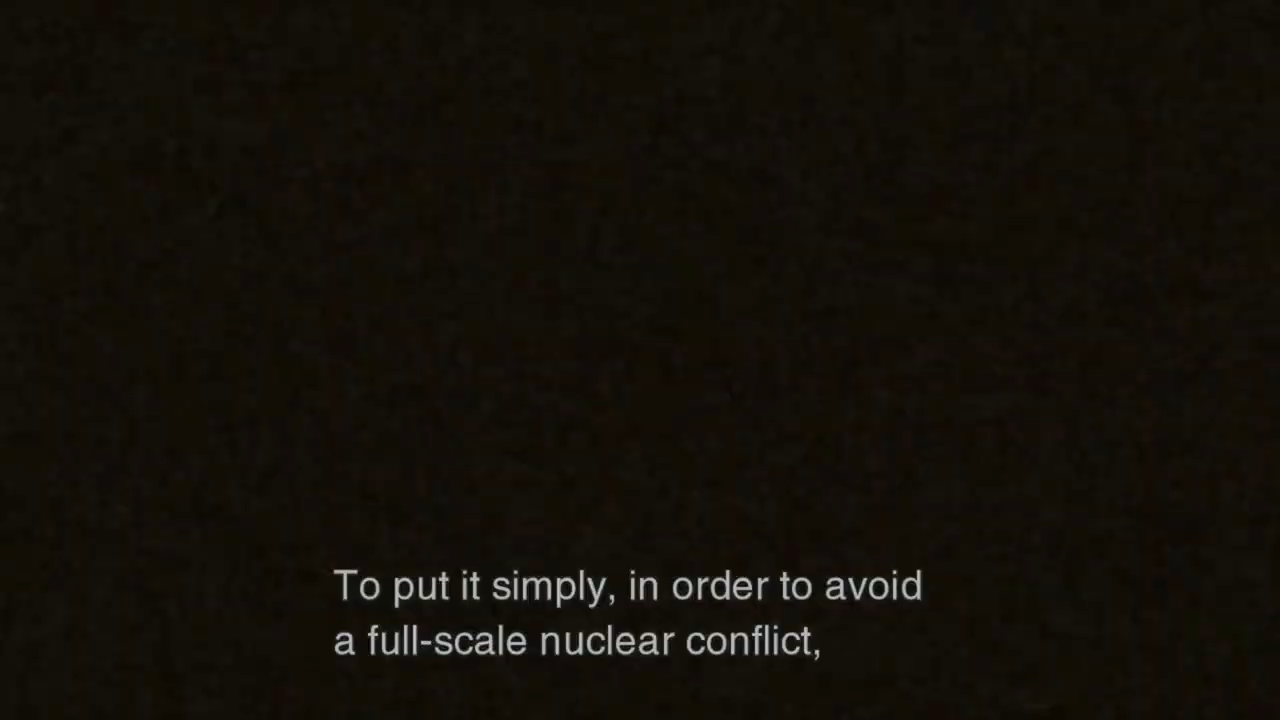 To put it simply, in order to avoid
a full-scale nuclear conflict,